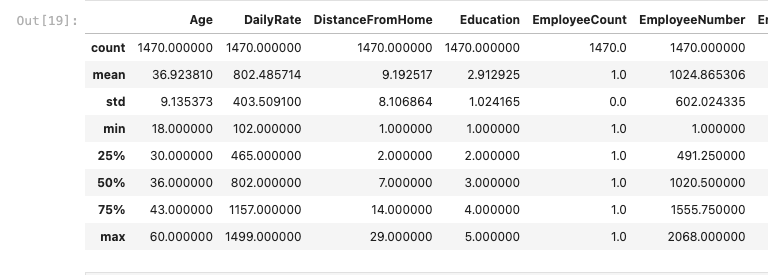 Out[19]:
Age DailyRate DistanceFromHome Education EmployeeCount EmployeeNumber
count 1470.000000 1470.000000 1470.000000 1470.000000 1470.0 1470.000000
mean 36.923810 802.485714 9.192517 2.912925 1.0 1024.865306
std 9.135373 403.509100 8.106864 1.024165 0.0 602.024335
min 18.000000 102.000000 1.000000 1.000000 1.0 1.000000
25% 30.000000 465.000000 2.000000 2.000000 1.0 491.250000
50% 36.000000 802.000000 7.000000 3.000000 1.0 1020.500000
75% 43.000000 1157.000000 14.000000 4.000000 1.0 1555.750000
max 60.000000 1499.000000 29.000000 5.000000 1.0 2068.000000